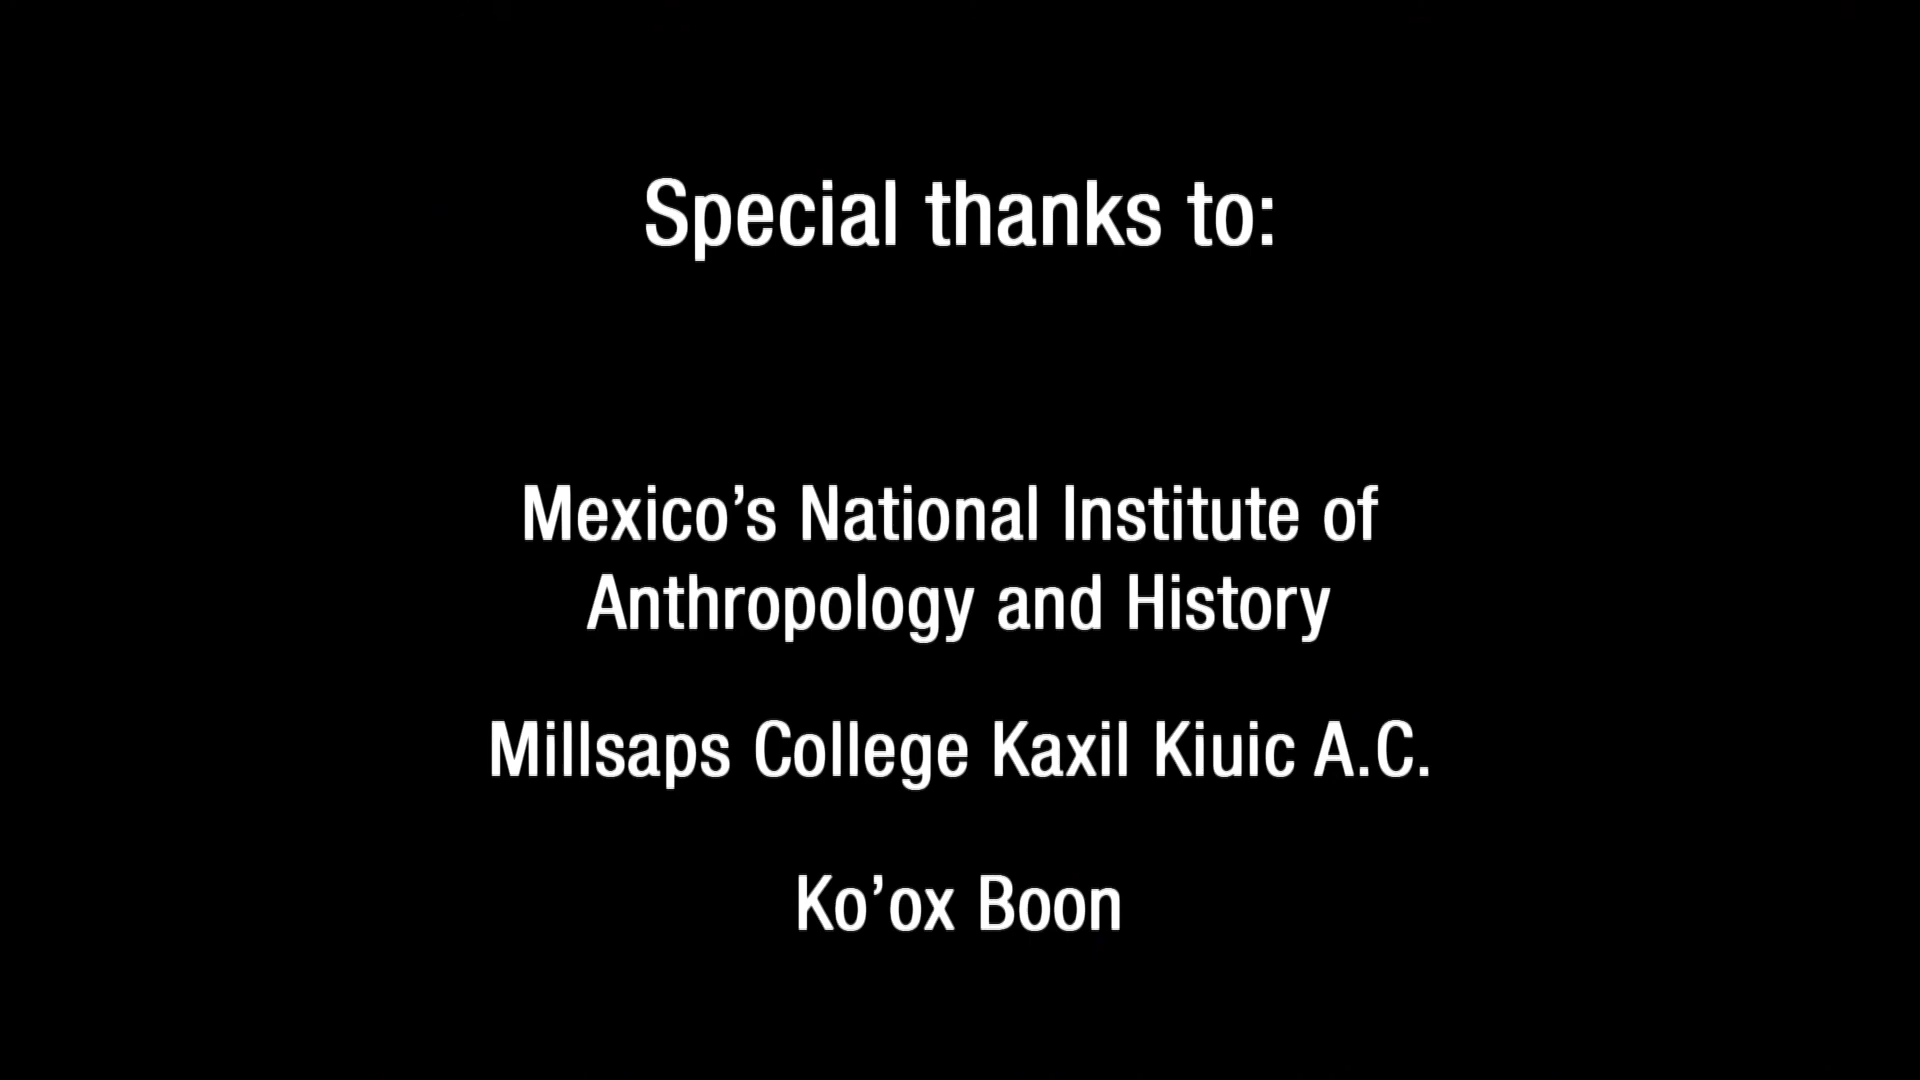 Special thanks to:
Mexico’s National Institute of
Anthropology and History
Millsaps College Kaxil Kiuic A.C.
Ko’ox Boon